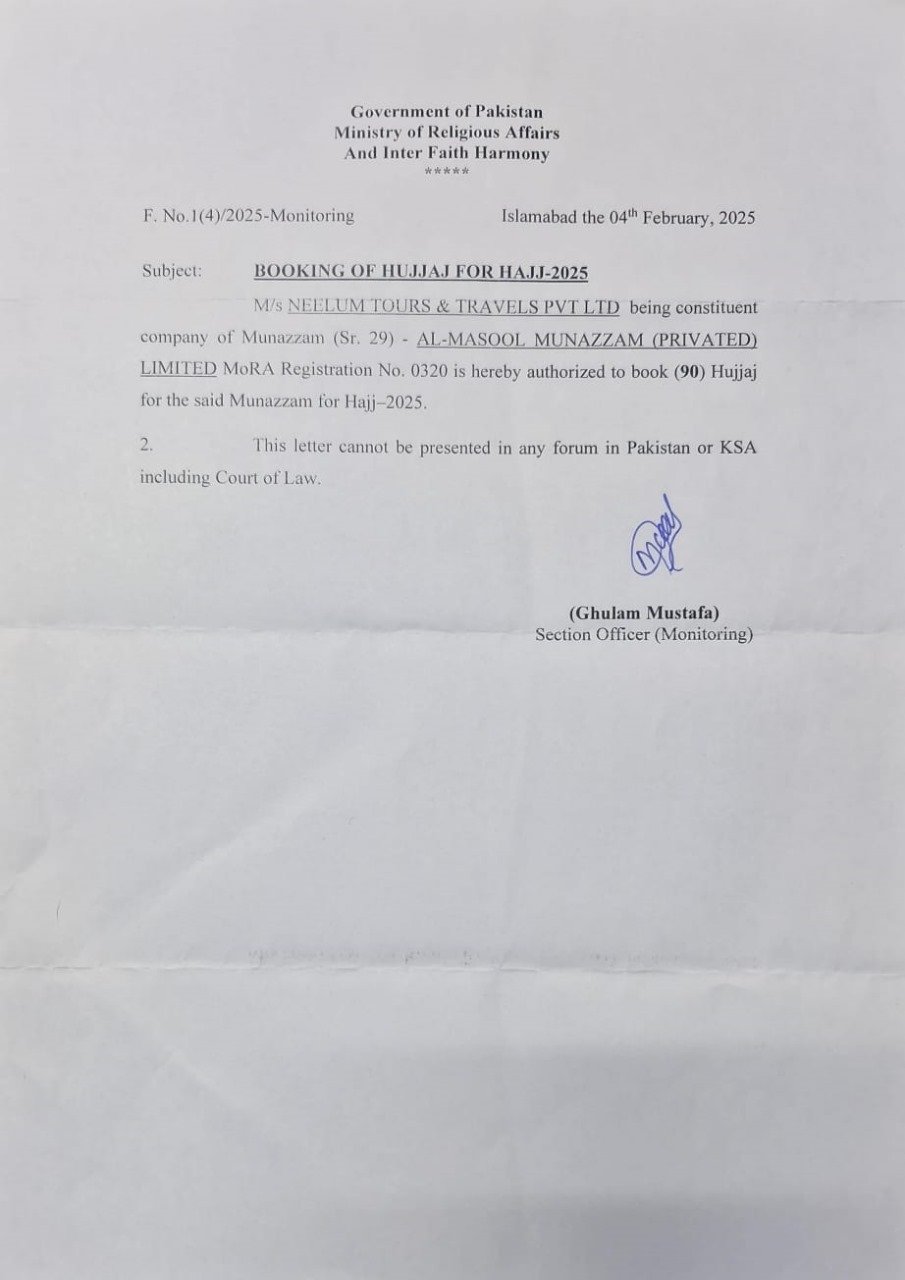 Government of Pakistan
Ministry of Religious Affairs
And Inter Faith Harmony
*****
F. No.1(4)/2025-Monitoring Islamabad the 04th February, 2025
Subject: BOOKING OF HUJJAJ FOR HAJJ-2025
M/s NEELUM TOURS & TRAVELS PVT LTD being constituent
company of Munazzam (Sr. 29) - AL-MASOOL MUNAZZAM (PRIVATED)
LIMITED MoRA Registration No. 0320 is hereby authorized to book (90) Hujjaj
for the said Munazzam for Hajj–2025.
2. This letter cannot be presented in any forum in Pakistan or KSA
including Court of Law.
(Ghulam Mustafa)
Section Officer (Monitoring)